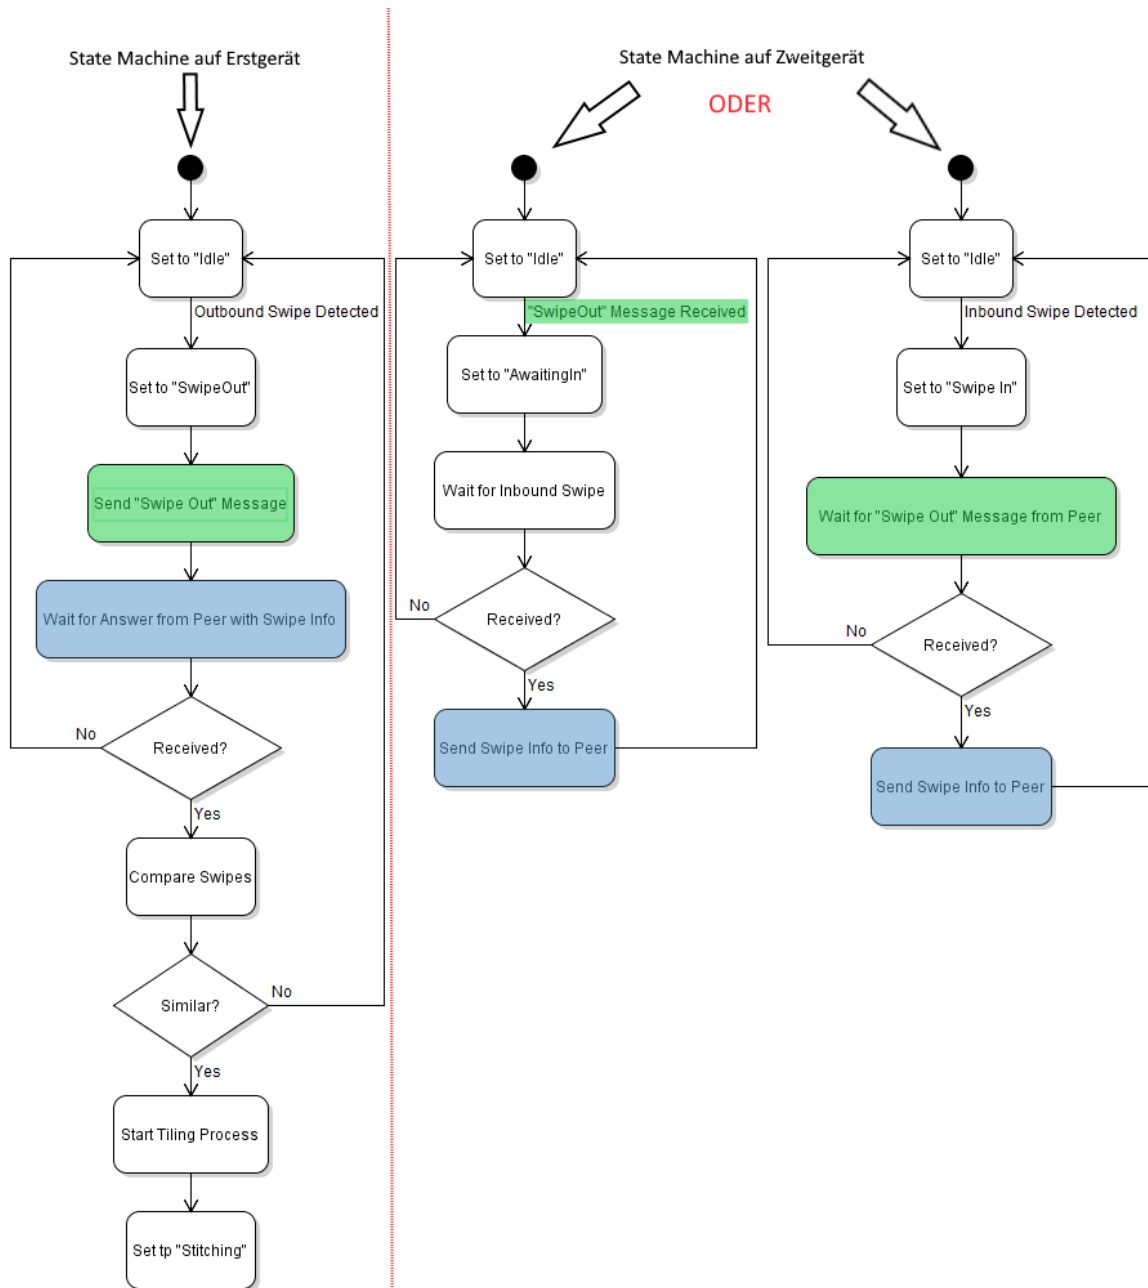 State Machine auf Erstgerät
Set to "Idle"
Outbound Swipe Detected
Set to "SwipeOut"
Send "Swipe Out" Message
Wait for Answer from Peer with Swipe Info
Received?
No
Yes
Compare Swipes
Similar?
No
Yes
Start Tiling Process
Set tp "Stitching"
State Machine auf Zweitgerät
ODER
Set to "Idle"
"SwipeOut" Message Received
Set to "AwaitingIn"
Wait for Inbound Swipe
Received?
No
Yes
Send Swipe Info to Peer
Set to "Idle"
Inbound Swipe Detected
Set to "Swipe In"
Wait for "Swipe Out" Message from Peer
Received?
No
Yes
Send Swipe Info to Peer